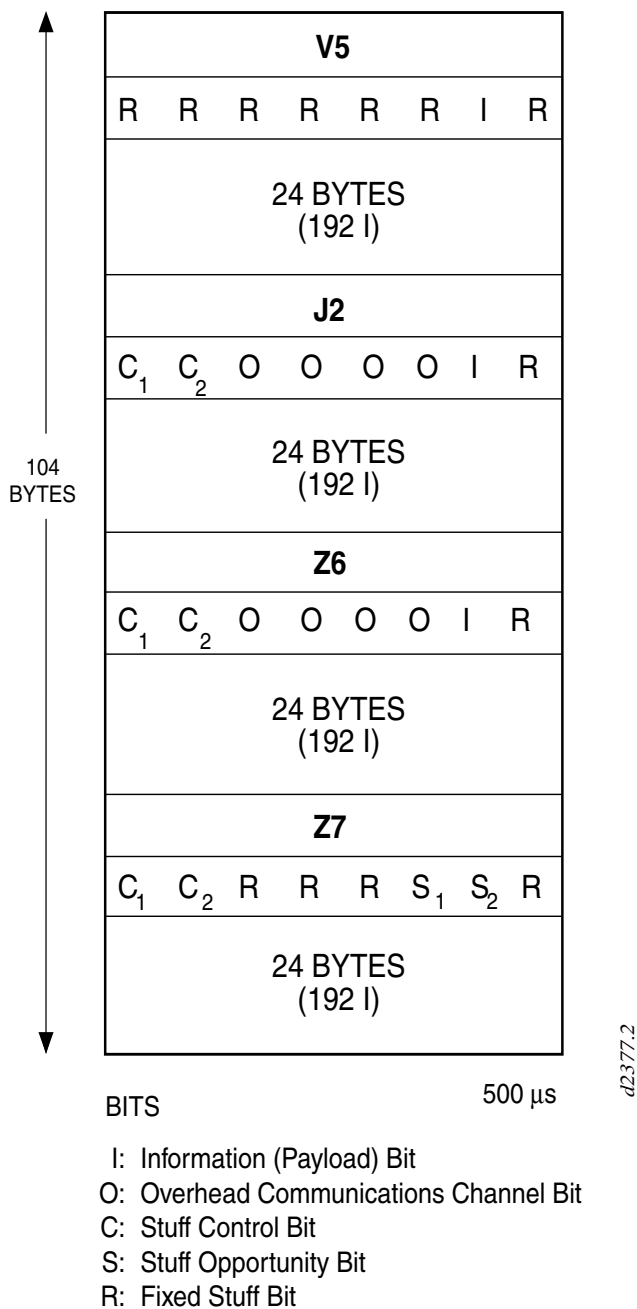 V5
R R R R R R I R
24 BYTES
(192 I)
J2
C1 C2 O O O O I R
24 BYTES
(192 I)
104
BYTES
Z6
C1 C2 O O O O I R
24 BYTES
(192 I)
Z7
C1 C2 R R R S1 S2 R
24 BYTES
(192 I)
d2377.2
BITS 500 µs
I: Information (Payload) Bit
O: Overhead Communications Channel Bit
C: Stuff Control Bit
S: Stuff Opportunity Bit
R: Fixed Stuff Bit